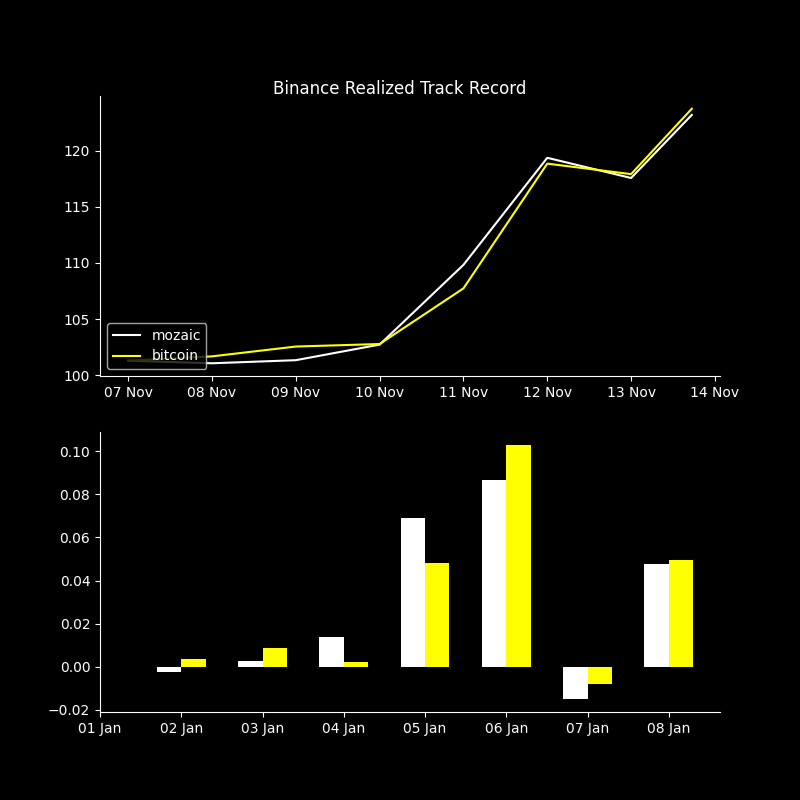 Binance Realized Track Record
120
115
110
105
100
mozaic
bitcoin
07 Nov 08 Nov 09 Nov 10 Nov 11 Nov 12 Nov 13 Nov 14 Nov
0.10
0.08
0.06
0.04
0.02
0.00
−0.02
01 Jan 02 Jan 03 Jan 04 Jan 05 Jan 06 Jan 07 Jan 08 Jan